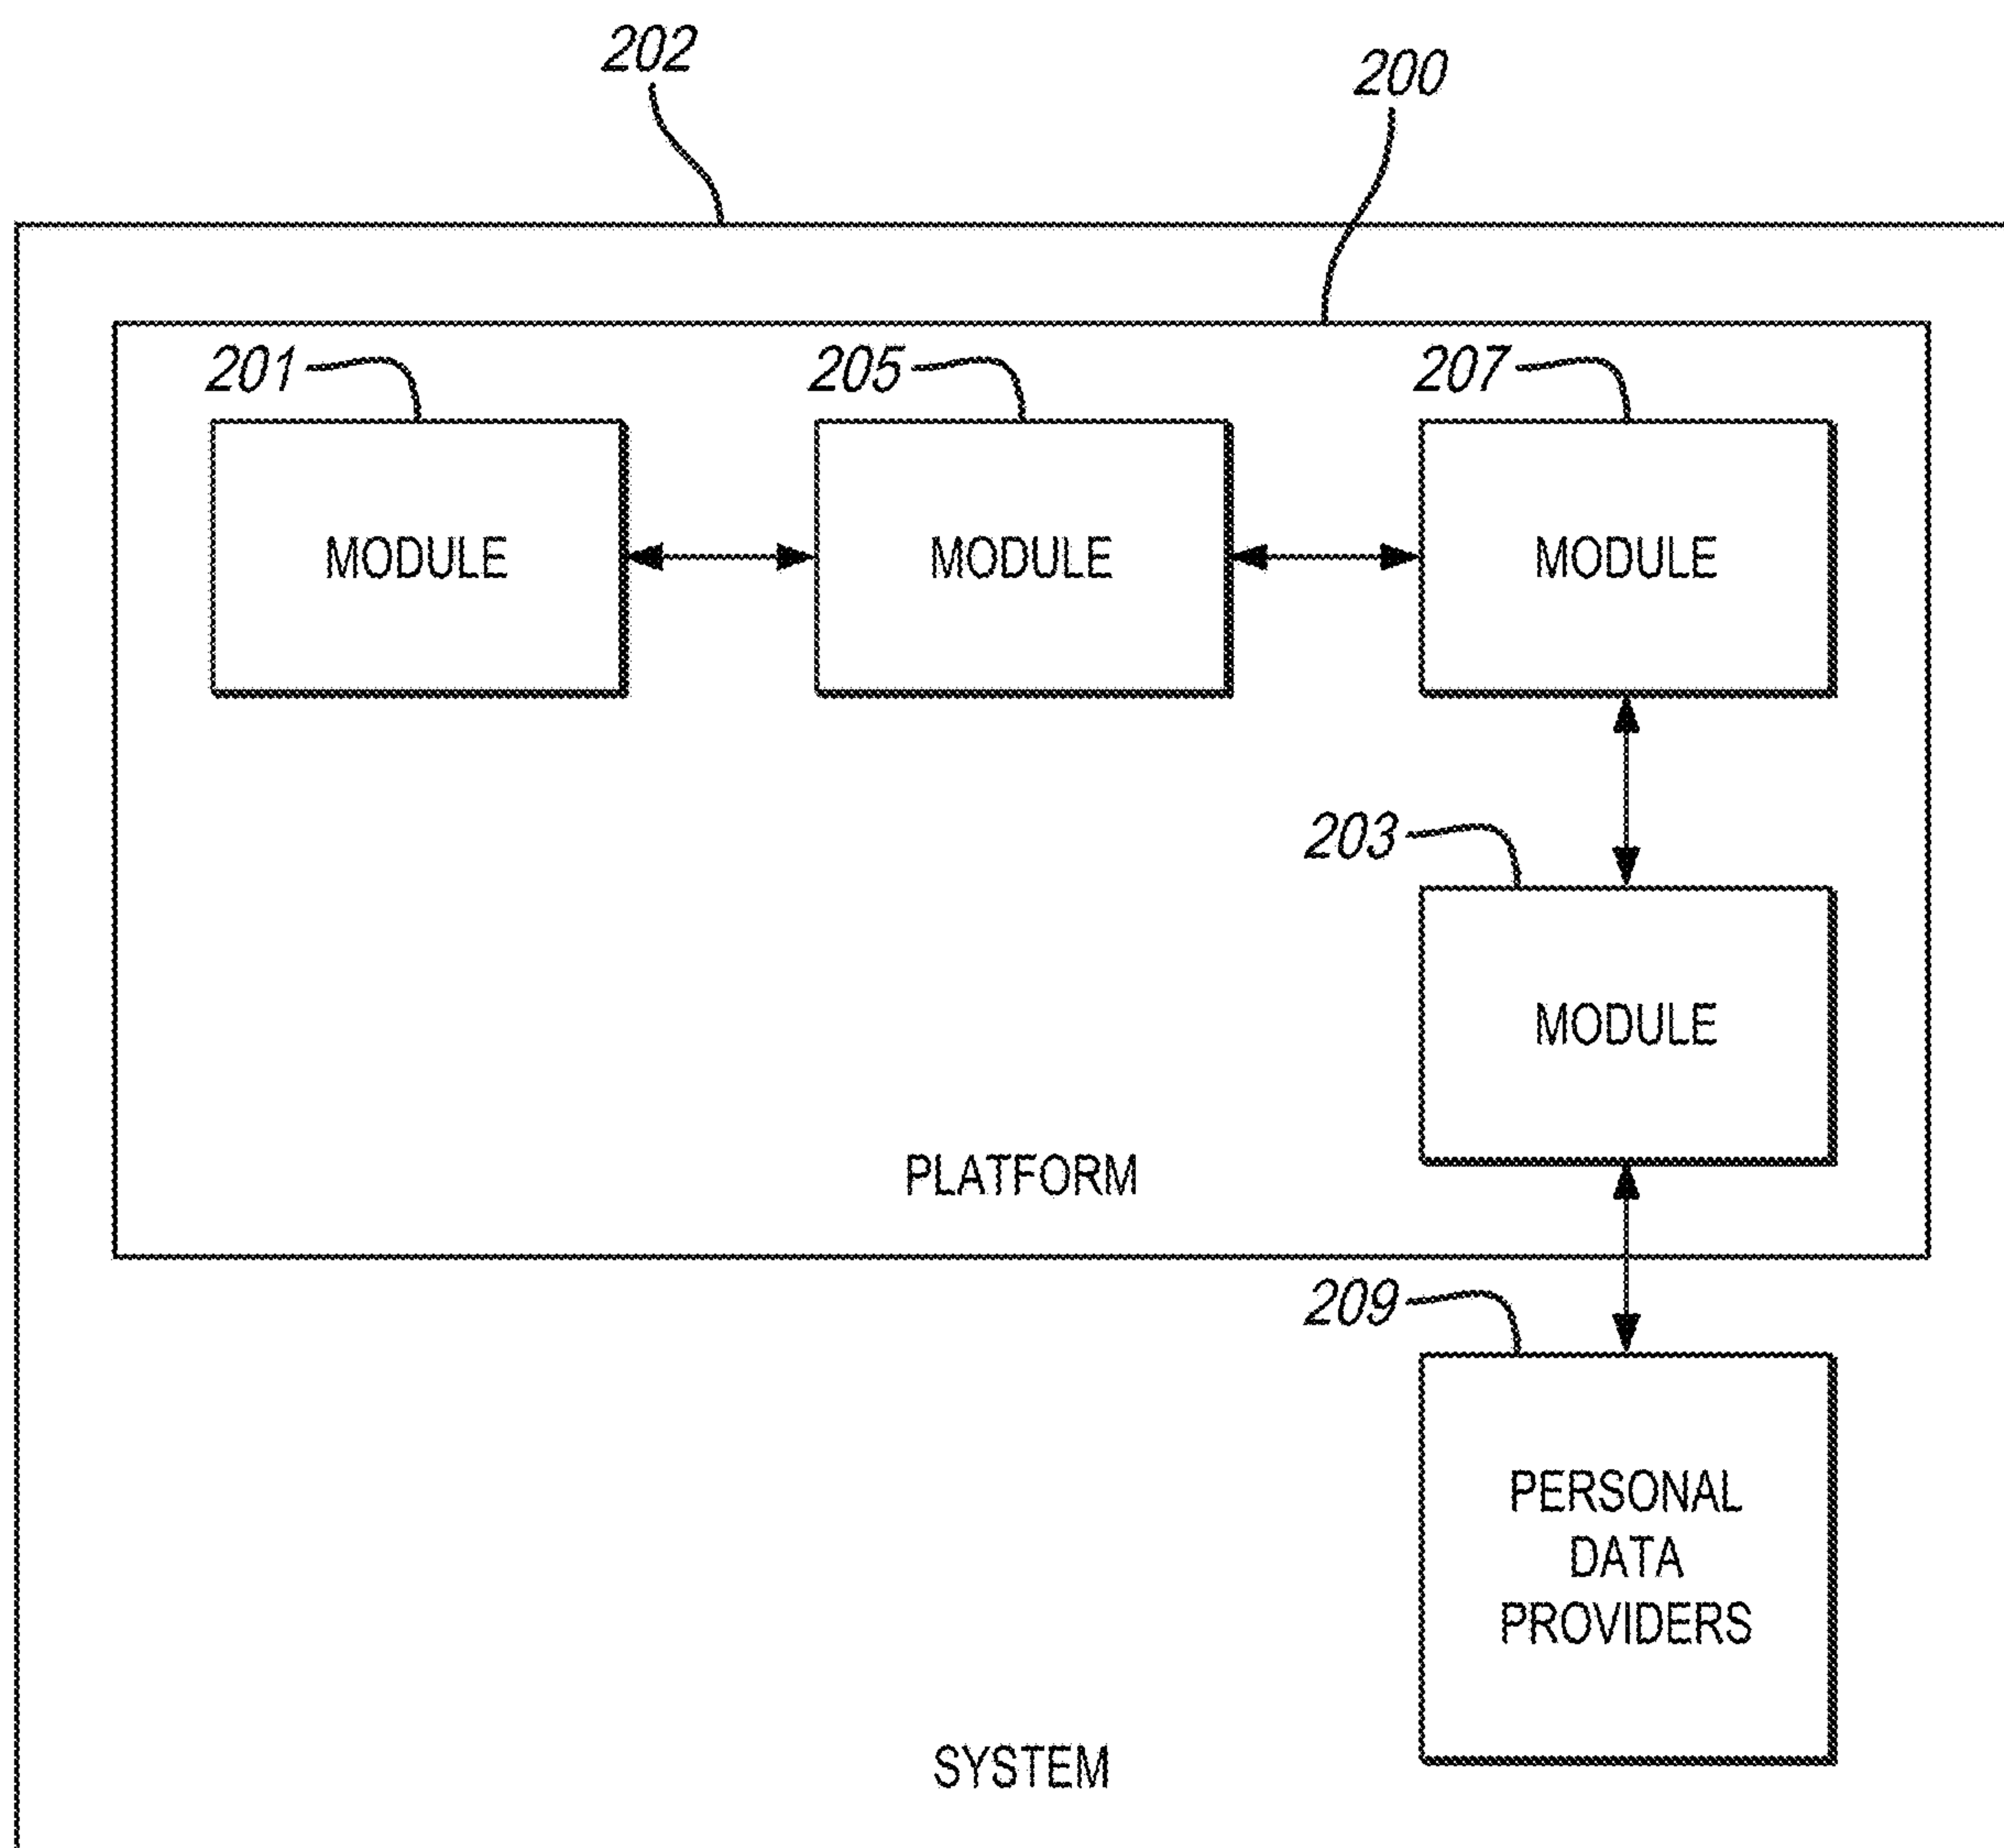 202
200
201
205
207
MODULE
MODULE
MODULE
203
MODULE
PLATFORM
209
PERSONAL
DATA
PROVIDERS
SYSTEM